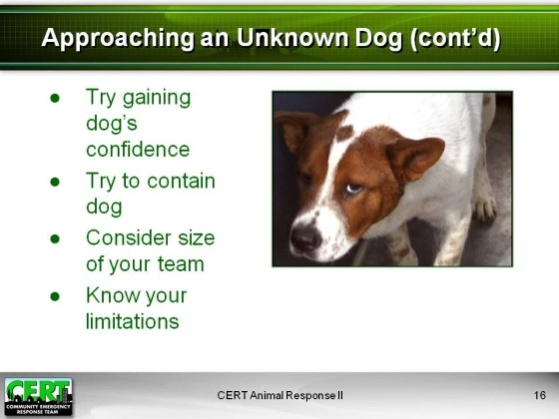 Approaching an Unknown Dog (cont’d)
● Try gaining
dog’s
confidence
● Try to contain
dog
● Consider size
of your team
● Know your
limitations
CERT
COMMUNITY EMERGENCY
RESPONSE TEAM
CERT Animal Response II
16